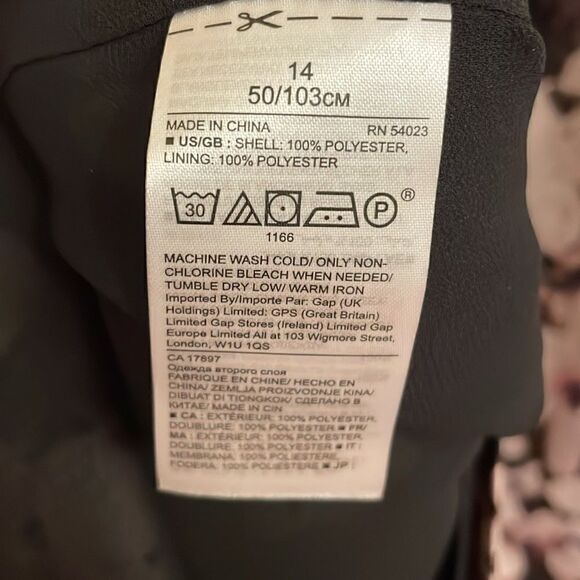 14
50/103CM
MADE IN CHINA RN 54023
■ US/GB : SHELL: 100% POLYESTER,
LINING: 100% POLYESTER
30 P ®
1166
MACHINE WASH COLD/ ONLY NON-
CHLORINE BLEACH WHEN NEEDED/
TUMBLE DRY LOW/ WARM IRON
Imported By/Importe Par: Gap (UK
Holdings) Limited: GPS (Great Britain)
Limited Gap Stores (Ireland) Limited Gap
Europe Limited All at 103 Wigmore Street,
London, W1U 1QS
CA 17897
Одежда второго слоя
FABRIQUE EN CHINE/ HECHO EN
CHINA/ ZEMLJA PROIZVODNJE KINA/
DIBUAT DI TIONGKOK/ СДЕЛАНО В
КИТАЕ/ MADE IN CIN
■ CA : EXTÉRIEUR: 100% POLYESTER,
DOUBLURE: 100% POLYESTER ■ FR/
MA : EXTÉRIEUR: 100% POLYESTER,
DOUBLURE: 100% POLYESTER ■ IT :
MEMBRANA: 100% POLIESTERE,
FODERA: 100% POLIESTERE ■ JP